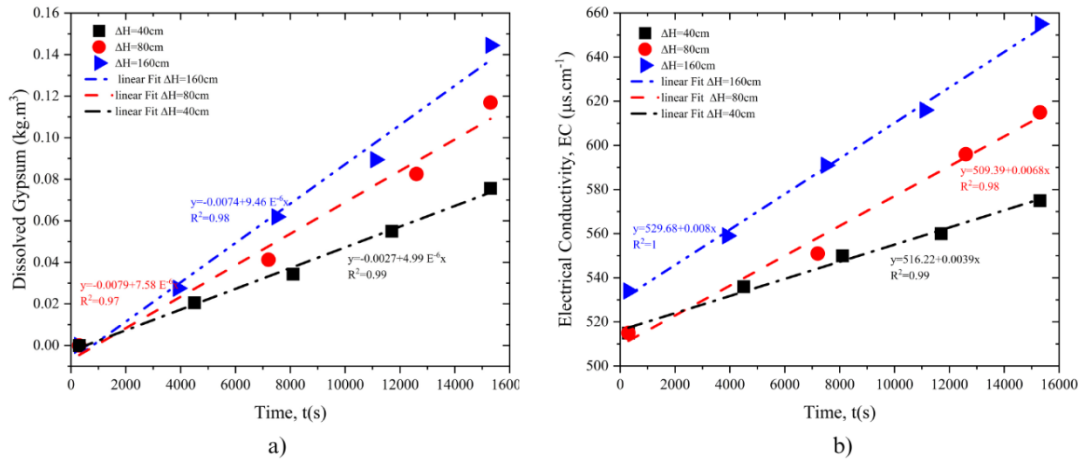 a)
ΔH=40cm
ΔH=80cm
ΔH=160cm
linear Fit ΔH=160cm
linear Fit ΔH=80cm
linear Fit ΔH=40cm
0.16
0.14
0.12
0.10
0.08
0.06
0.04
0.02
0.00
Dissolved Gypsum (kg.m³)
y=-0.0074+9.46 E⁻⁶x
R²=0.98
y=-0.0079+7.58 E
R²=0.97
y=-0.0027+4.99 E⁻⁶x
R²=0.99
0 2000 4000 6000 8000 10000 12000 14000 1600
Time, t(s)
a)
b)
ΔH=40cm
ΔH=80cm
ΔH=160cm
linear Fit ΔH=160cm
linear Fit ΔH=80cm
linear Fit ΔH=40cm
660
640
620
600
580
560
540
520
500
Electrical Conductivity, EC (μs.cm⁻¹)
y=509.39+0.0068x
R²=0.98
y=529.68+0.008x
R²=1
y=516.22+0.0039x
R²=0.99
0 2000 4000 6000 8000 10000 12000 14000 16000
Time, t(s)
b)